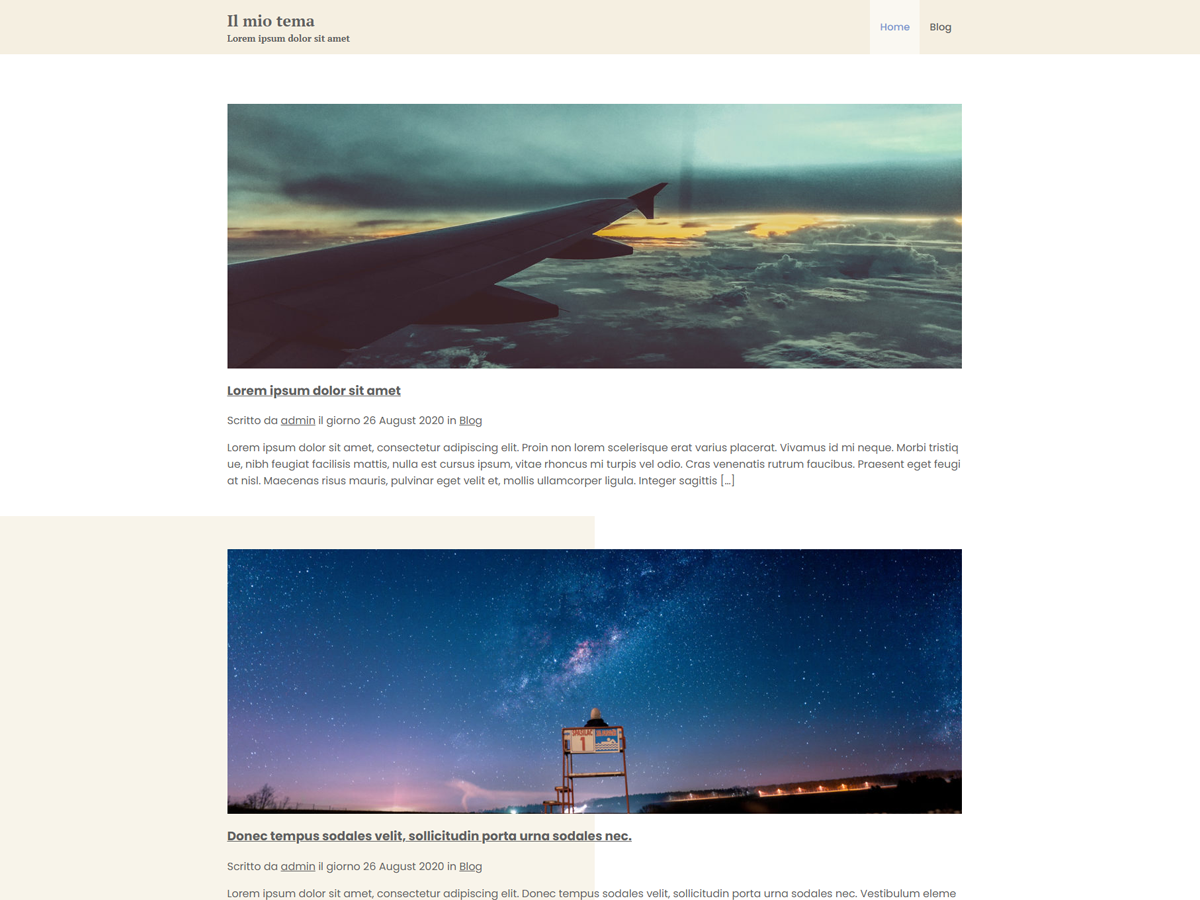 Il mio tema
Lorem ipsum dolor sit amet
Home
Blog
Lorem ipsum dolor sit amet
Scritto da admin il giorno 26 August 2020 in Blog
Lorem ipsum dolor sit amet, consectetur adipiscing elit. Proin non lorem scelerisque erat varius placerat. Vivamus id mi neque. Morbi tristiq
ue, nibh feugiat facilisis mattis, nulla est cursus ipsum, vitae rhoncus mi turpis vel odio. Cras venenatis rutrum faucibus. Praesent eget feugi
at nisl. Maecenas risus mauris, pulvinar eget velit et, mollis ullamcorper ligula. Integer sagittis […]
1
Donec tempus sodales velit, sollicitudin porta urna sodales nec.
Scritto da admin il giorno 26 August 2020 in Blog
Lorem ipsum dolor sit amet, consectetur adipiscing elit. Donec tempus sodales velit, sollicitudin porta urna sodales nec. Vestibulum eleme